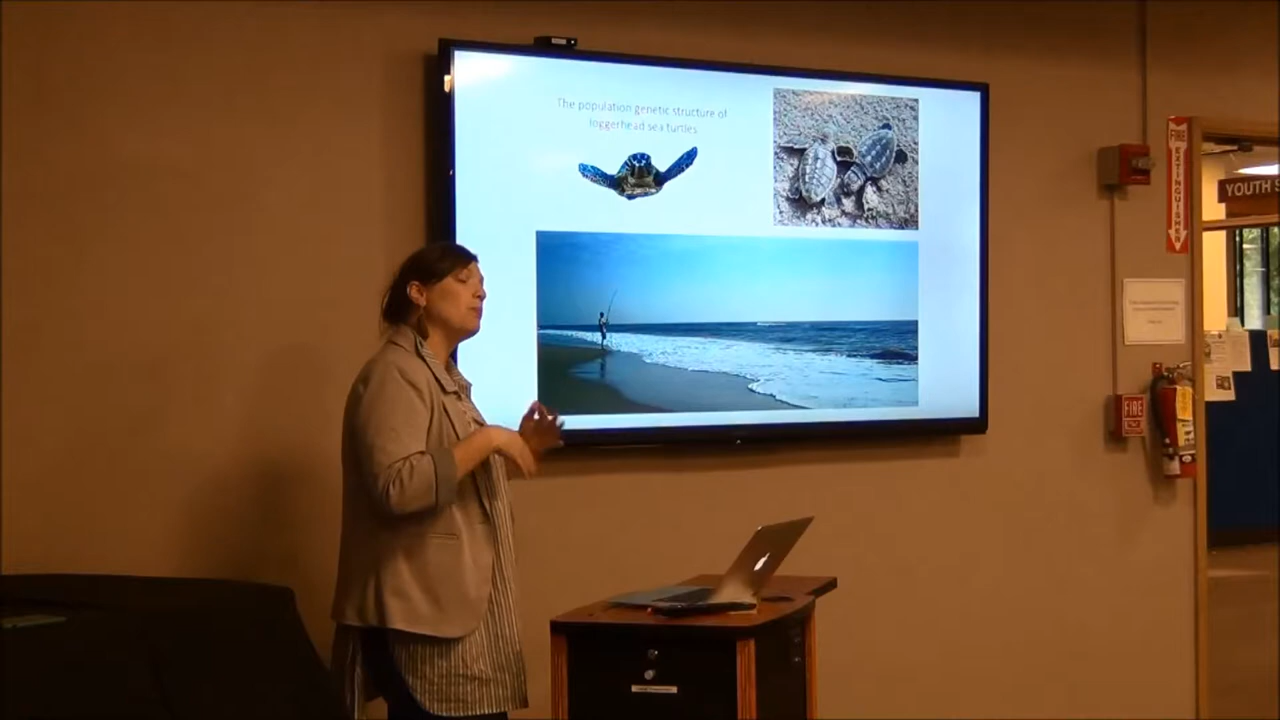 The population genetic structure of
loggerhead sea turtles
FIRE
EXTINGUISHER
YOUTH S
FIRE